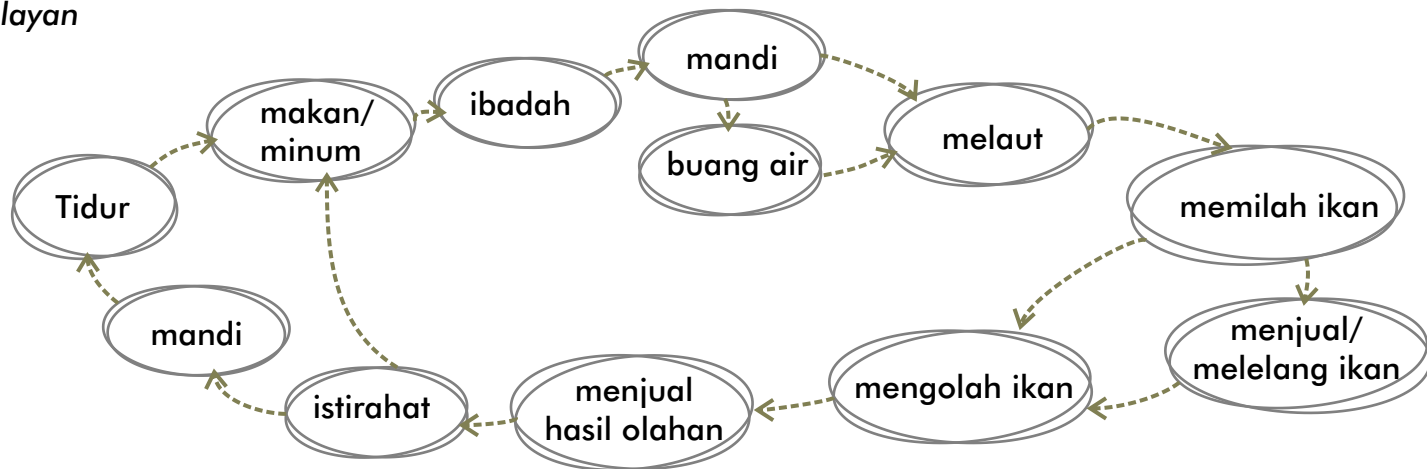 layan
mandi
ibadah
makan/
minum
melaut
buang air
Tidur
memilah ikan
mandi
menjual/
melelang ikan
mengolah ikan
menjual
hasil olahan
istirahat